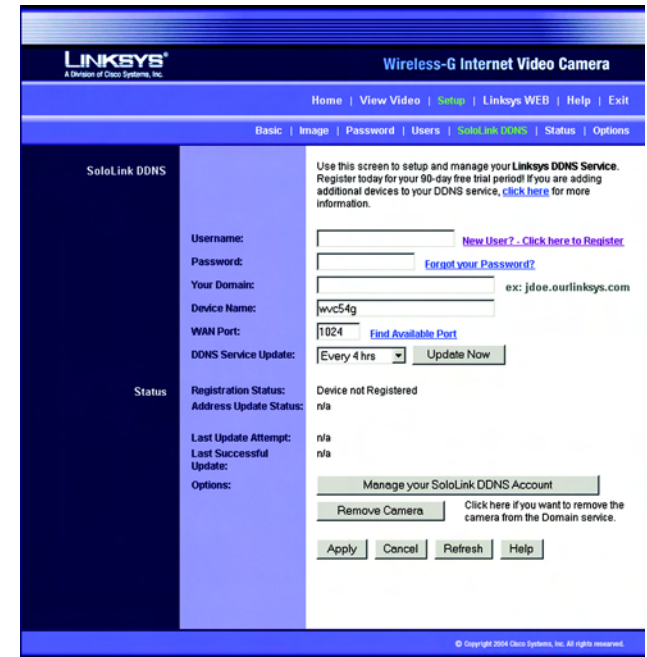 LINKSYS®
A Division of Cisco Systems, Inc.
Wireless-G Internet Video Camera
Home | View Video | Setup | Linksys WEB | Help | Exit
Basic | Image | Password | Users | SoloLink DDNS | Status | Options
SoloLink DDNS
Use this screen to setup and manage your Linksys DDNS Service.
Register today for your 90-day free trial period! If you are adding
additional devices to your DDNS service, click here for more
information.
Username:
New User? - Click here to Register
Password:
Forgot your Password?
Your Domain:
ex: jdoe.ourlinksys.com
Device Name:
wvc54g
WAN Port:
1024
Find Available Port
DDNS Service Update:
Every 4 hrs
Update Now
Status
Registration Status:
Device not Registered
Address Update Status:
n/a
Last Update Attempt:
n/a
Last Successful
Update:
n/a
Options:
Manage your SoloLink DDNS Account
Remove Camera
Click here if you want to remove the
camera from the Domain service.
Apply
Cancel
Refresh
Help
© Copyright 2004 Cisco Systems, Inc. All rights reserved.